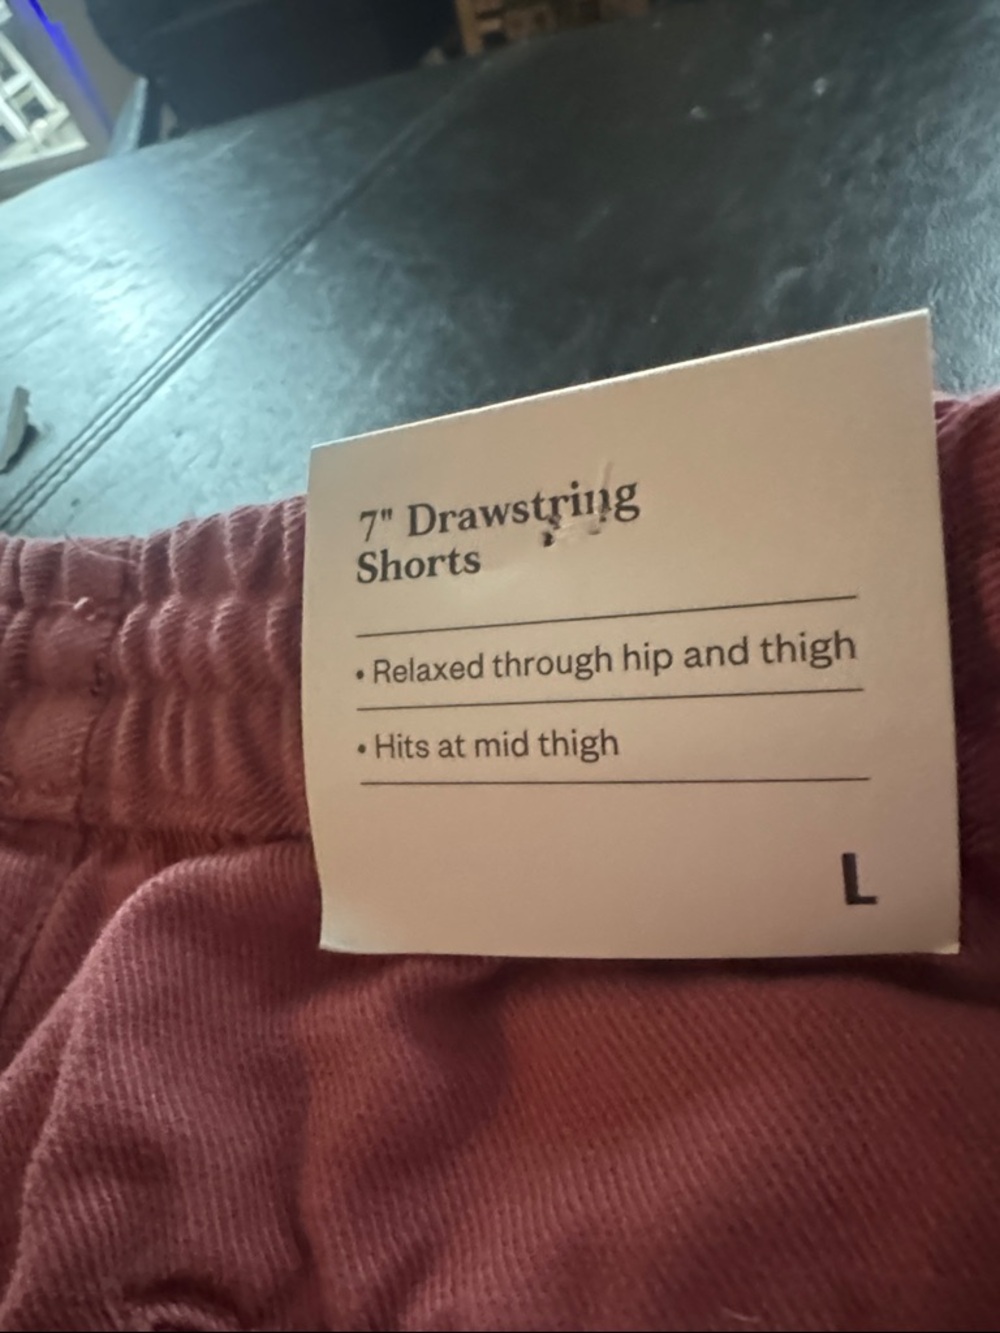 7" Drawstring
Shorts
• Relaxed through hip and thigh
• Hits at mid thigh
L